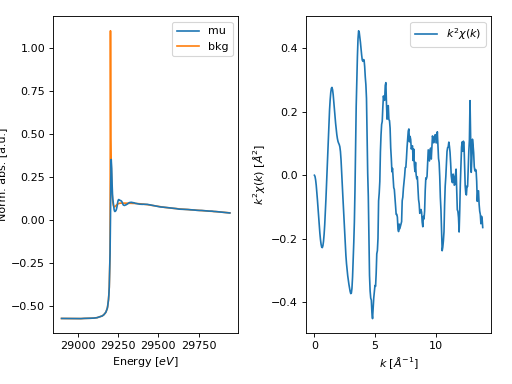 mu
bkg
1.00
0.75
0.50
0.25
0.00
−0.25
−0.50
29000 29250 29500 29750
Energy [eV]
Norm. abs. [a.u.]
k²χ(k)
0.4
0.2
0.0
−0.2
−0.4
0 5 10
k [Å⁻¹]
k²χ(k) [Å²]